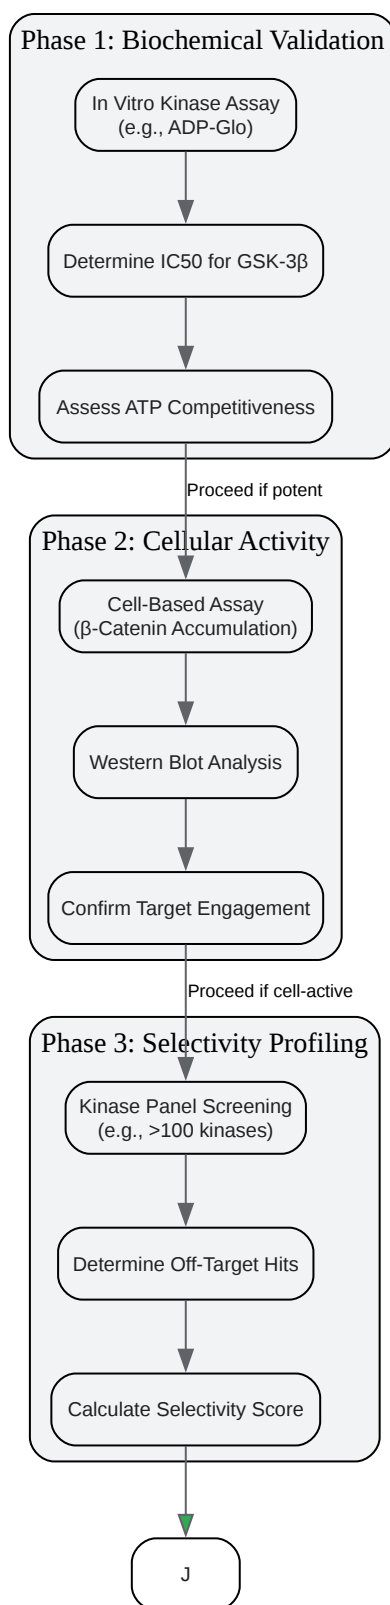 Phase 1: Biochemical Validation
In Vitro Kinase Assay
(e.g., ADP-Glo)
Determine IC50 for GSK-3β
Assess ATP Competitiveness
Proceed if potent
Phase 2: Cellular Activity
Cell-Based Assay
(β-Catenin Accumulation)
Western Blot Analysis
Confirm Target Engagement
Proceed if cell-active
Phase 3: Selectivity Profiling
Kinase Panel Screening
(e.g., >100 kinases)
Determine Off-Target Hits
Calculate Selectivity Score
J